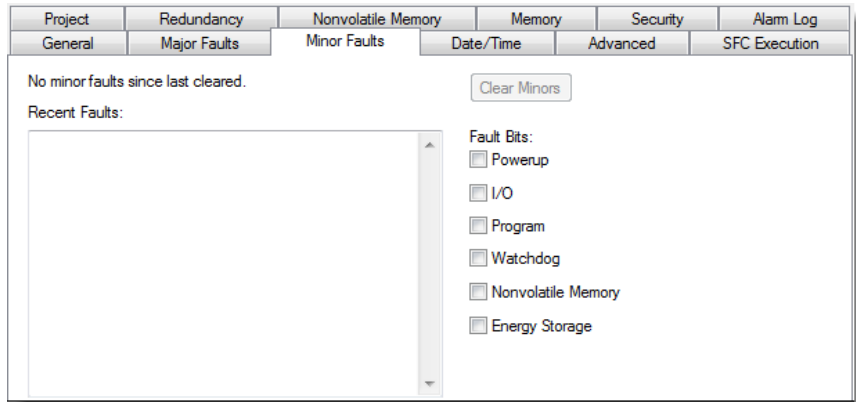 Project Redundancy Nonvolatile Memory Memory Security Alarm Log
General Major Faults Minor Faults Date/Time Advanced SFC Execution
No minor faults since last cleared.
Clear Minors
Recent Faults:
Fault Bits:
Powerup
I/O
Program
Watchdog
Nonvolatile Memory
Energy Storage